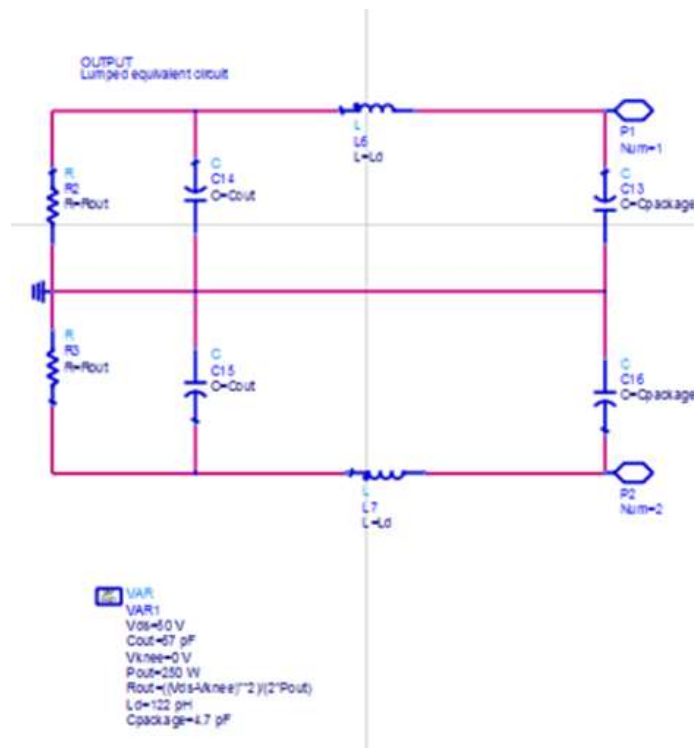 OUTPUT
Lumped equivalent circuit
L
L6
L=Ld
P1
Num=1
R
R2
R=Rout
C
C14
C=Cout
C
C13
C=Cpackage
R
R3
R=Rout
C
C15
C=Cout
C
C16
C=Cpackage
L
L7
L=Ld
P2
Num=2
VAR
VAR1
Vds=50 V
Cout=67 pF
Vknee=0 V
Pout=250 W
Rout=((Vds-Vknee)**2)/(2*Pout)
Ld=122 pH
Cpackage=4.7 pF